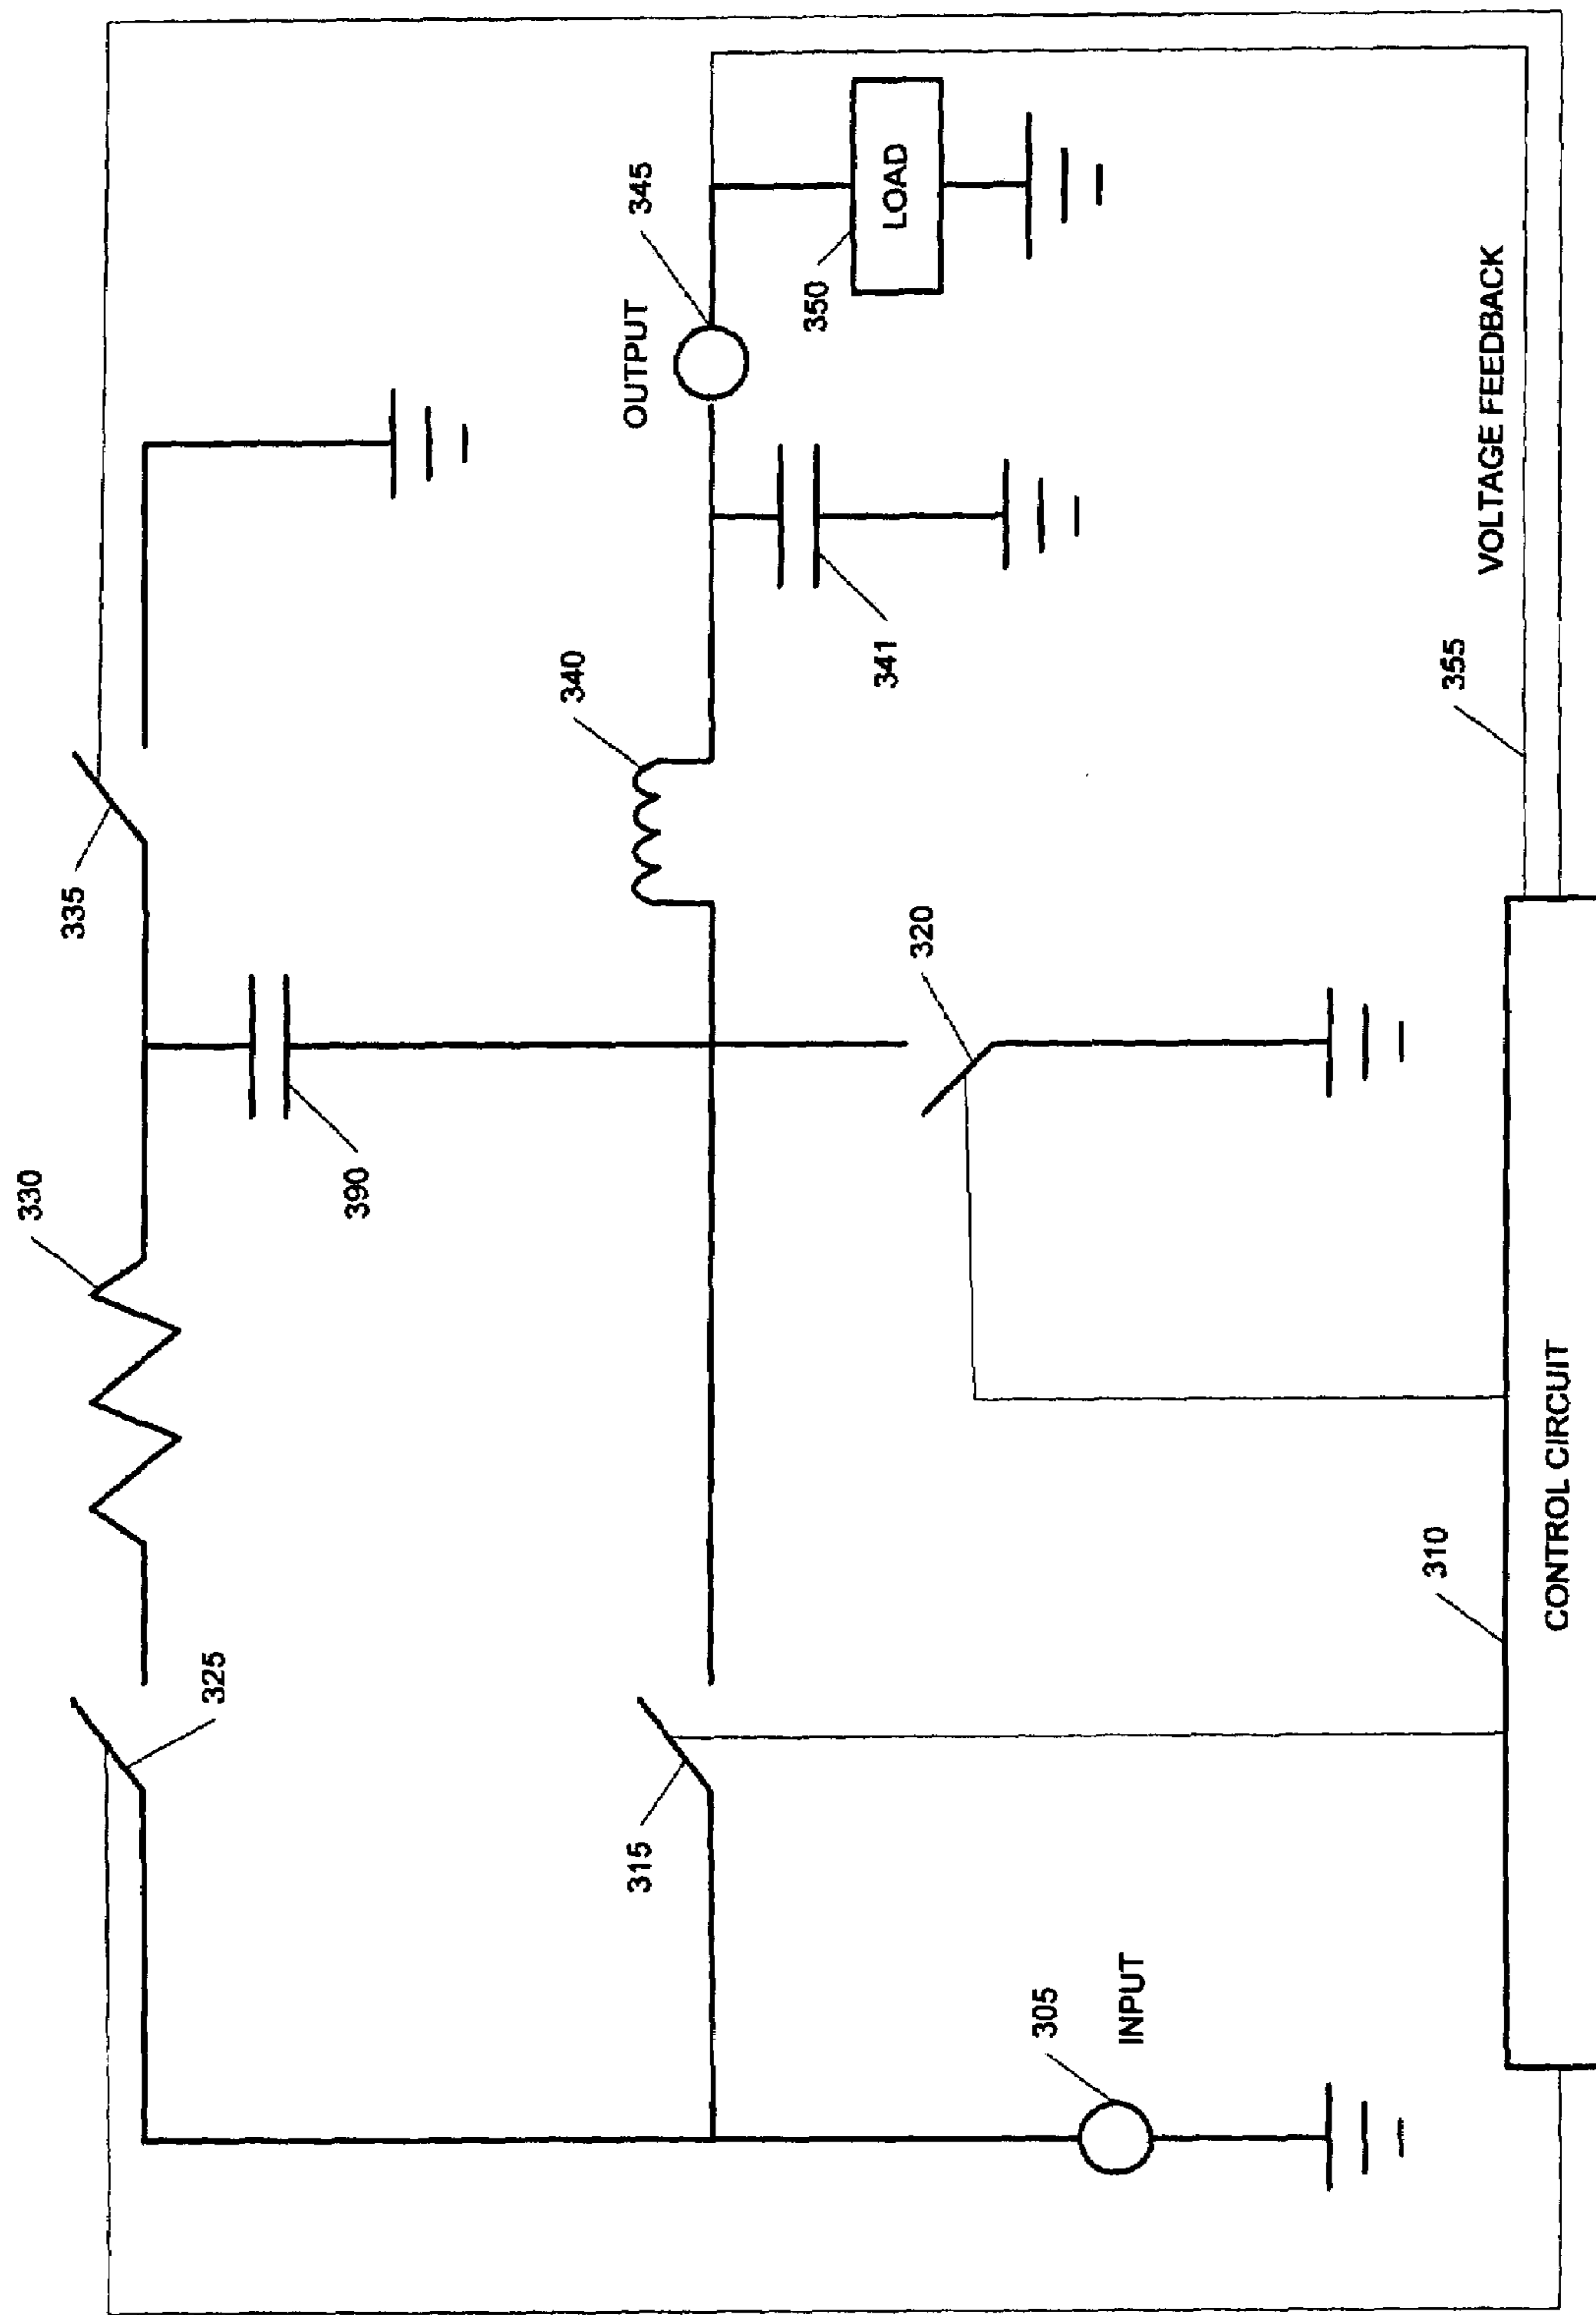 330
335
325
390
340
OUTPUT
345
315
320
341
350
LOAD
305
INPUT
310
355
VOLTAGE FEEDBACK
CONTROL CIRCUIT